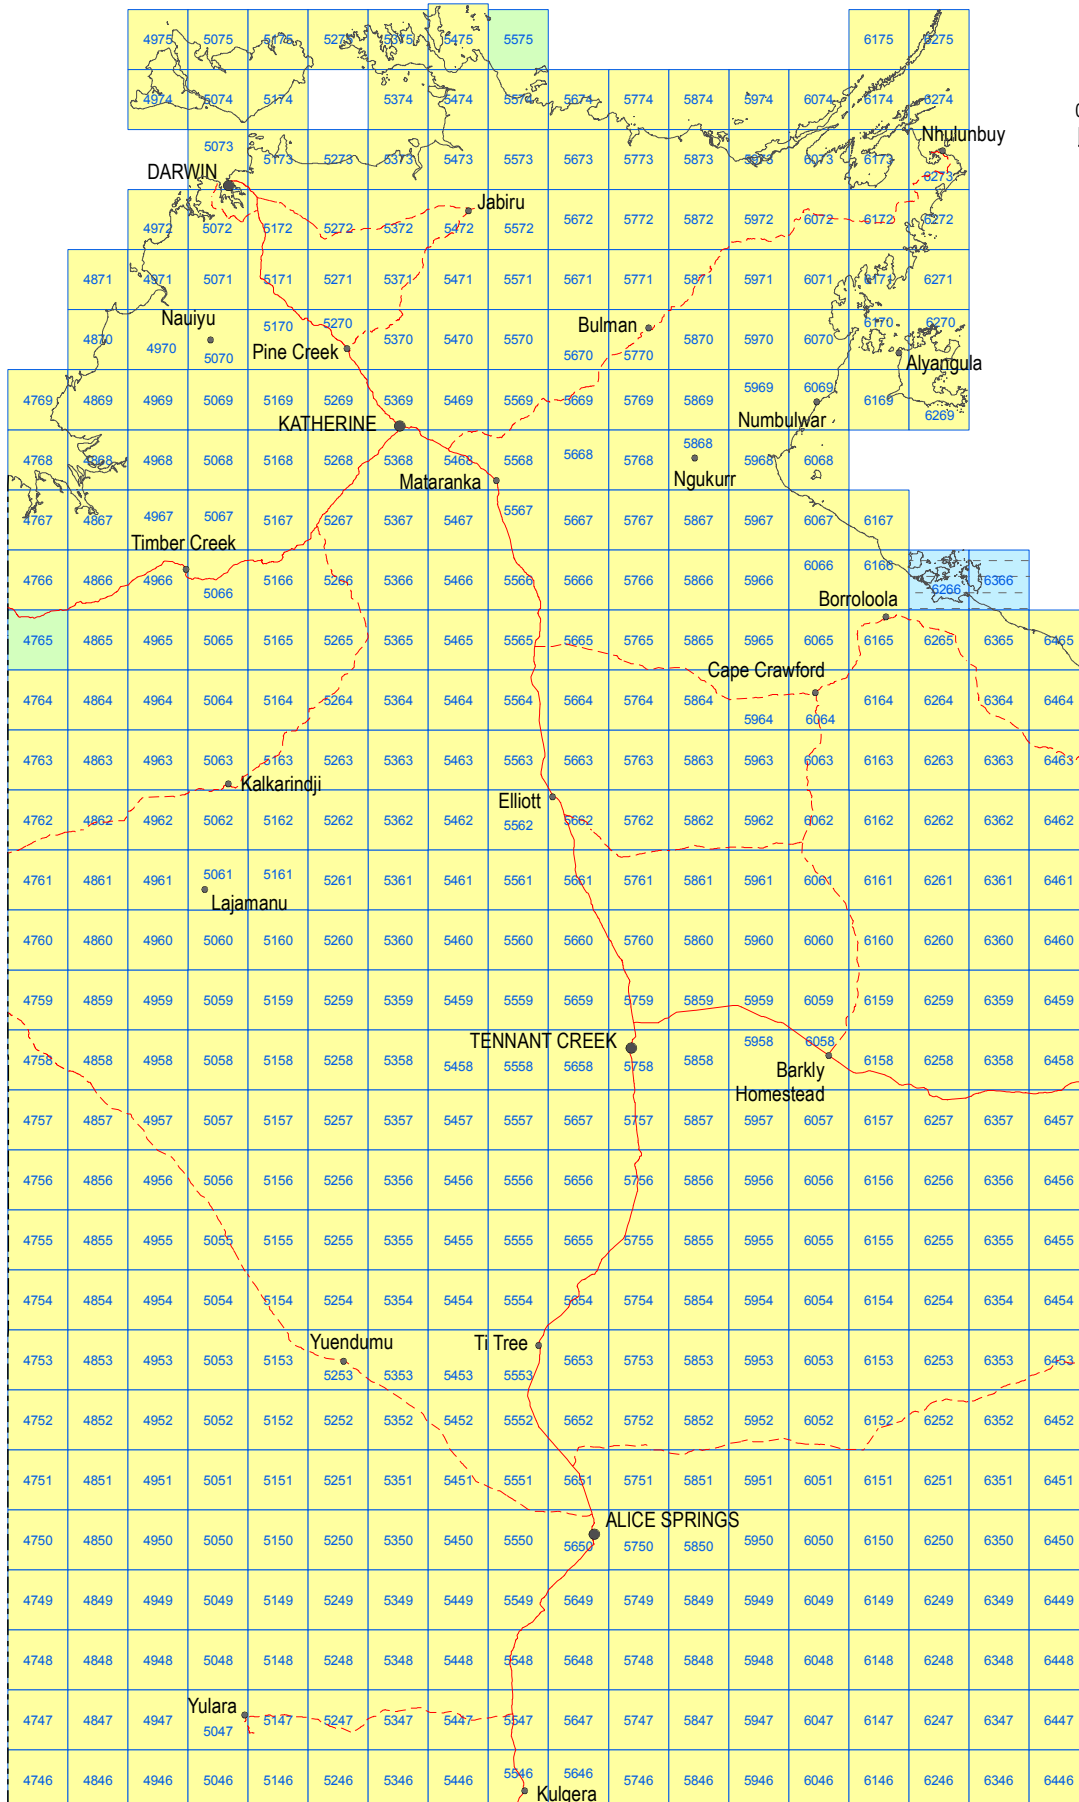 4975 5075 5175 5275 5375 5475 5575 6175 6275
4974 5074 5174 5374 5474 5574 5674 5774 5874 5974 6074 6174 6274
Nhulunbuy
5073 5173 5273 5373 5473 5573 5673 5773 5873 5973 6073 6173 6273
DARWIN
Jabiru
4972 5072 5172 5272 5372 5472 5572 5672 5772 5872 5972 6072 6172 6272
4871 4971 5071 5171 5271 5371 5471 5571 5671 5771 5871 5971 6071 6171 6271
Nauiyu
Bulman
4870 4970 5070 5170 5270 5370 5470 5570 5670 5770 5870 5970 6070 6170 6270
Pine Creek
Alyangula
4769 4869 4969 5069 5169 5269 5369 5469 5569 5669 5769 5869 5969 6069 6169 6269
KATHERINE
Numbulwar
4768 4868 4968 5068 5168 5268 5368 5468 5568 5668 5768 5868 5968 6068
Mataranka
Ngukurr
4767 4867 4967 5067 5167 5267 5367 5467 5567 5667 5767 5867 5967 6067 6167
Timber Creek
4766 4866 4966 5066 5166 5266 5366 5466 5566 5666 5766 5866 5966 6066 6166 6266 6366
Borroloola
4765 4865 4965 5065 5165 5265 5365 5465 5565 5665 5765 5865 5965 6065 6165 6265 6365 6465
Cape Crawford
4764 4864 4964 5064 5164 5264 5364 5464 5564 5664 5764 5864 5964 6064 6164 6264 6364 6464
4763 4863 4963 5063 5163 5263 5363 5463 5563 5663 5763 5863 5963 6063 6163 6263 6363 6463
Kalkarindji
Elliott
4762 4862 4962 5062 5162 5262 5362 5462 5562 5662 5762 5862 5962 6062 6162 6262 6362 6462
4761 4861 4961 5061 5161 5261 5361 5461 5561 5661 5761 5861 5961 6061 6161 6261 6361 6461
Lajamanu
4760 4860 4960 5060 5160 5260 5360 5460 5560 5660 5760 5860 5960 6060 6160 6260 6360 6460
4759 4859 4959 5059 5159 5259 5359 5459 5559 5659 5759 5859 5959 6059 6159 6259 6359 6459
TENNANT CREEK
4758 4858 4958 5058 5158 5258 5358 5458 5558 5658 5758 5858 5958 6058 6158 6258 6358 6458
Barkly
Homestead
4757 4857 4957 5057 5157 5257 5357 5457 5557 5657 5757 5857 5957 6057 6157 6257 6357 6457
4756 4856 4956 5056 5156 5256 5356 5456 5556 5656 5756 5856 5956 6056 6156 6256 6356 6456
4755 4855 4955 5055 5155 5255 5355 5455 5555 5655 5755 5855 5955 6055 6155 6255 6355 6455
4754 4854 4954 5054 5154 5254 5354 5454 5554 5654 5754 5854 5954 6054 6154 6254 6354 6454
Yuendumu
Ti Tree
4753 4853 4953 5053 5153 5253 5353 5453 5553 5653 5753 5853 5953 6053 6153 6253 6353 6453
4752 4852 4952 5052 5152 5252 5352 5452 5552 5652 5752 5852 5952 6052 6152 6252 6352 6452
4751 4851 4951 5051 5151 5251 5351 5451 5551 5651 5751 5851 5951 6051 6151 6251 6351 6451
ALICE SPRINGS
4750 4850 4950 5050 5150 5250 5350 5450 5550 5650 5750 5850 5950 6050 6150 6250 6350 6450
4749 4849 4949 5049 5149 5249 5349 5449 5549 5649 5749 5849 5949 6049 6149 6249 6349 6449
4748 4848 4948 5048 5148 5248 5348 5448 5548 5648 5748 5848 5948 6048 6148 6248 6348 6448
Yulara
4747 4847 4947 5047 5147 5247 5347 5447 5547 5647 5747 5847 5947 6047 6147 6247 6347 6447
4746 4846 4946 5046 5146 5246 5346 5446 5546 5646 5746 5846 5946 6046 6146 6246 6346 6446
Kulgera